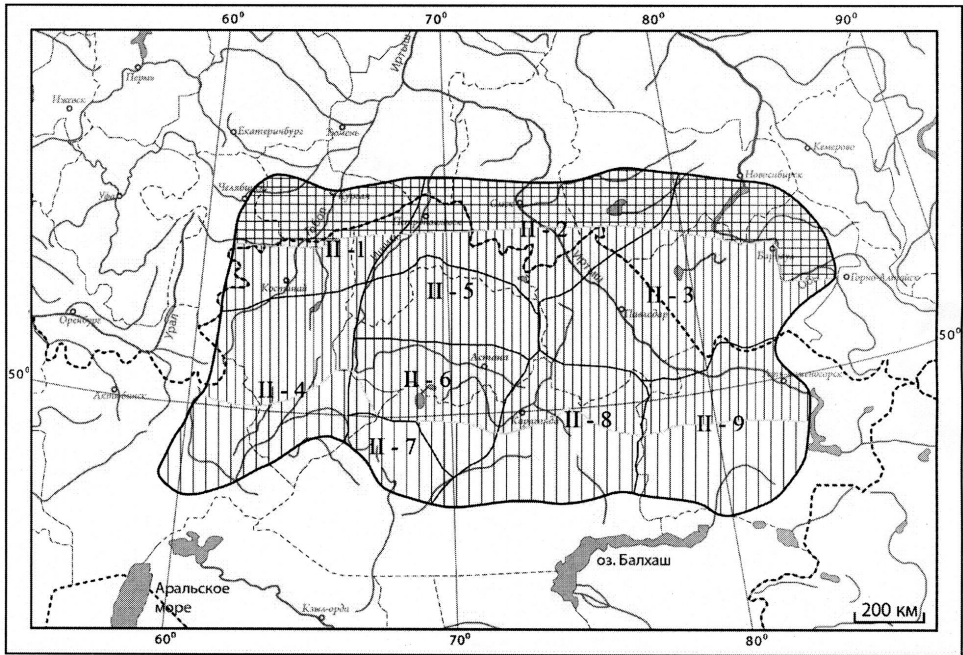 60° 70° 80° 90°
Пермь
Иртыш
Ижевск
Екатеринбург
Тюмень
Кемерово
Новосибирск
Уфа
Челябинск
Курган
Тобол
Омск
II - 2
II - 1
Ишим
Барнаул
Горно-Алтайск
Обь
Костанай
Иртыш
II - 5
II - 3
Павлодар
Оренбург
Урал
50°
50°
Астана
II - 4
II - 6
Актюбинск
Караганда
II - 8
II - 9
II - 7
оз. Балхаш
Аральское
море
Кзыл-орда
200 км
60° 70° 80°